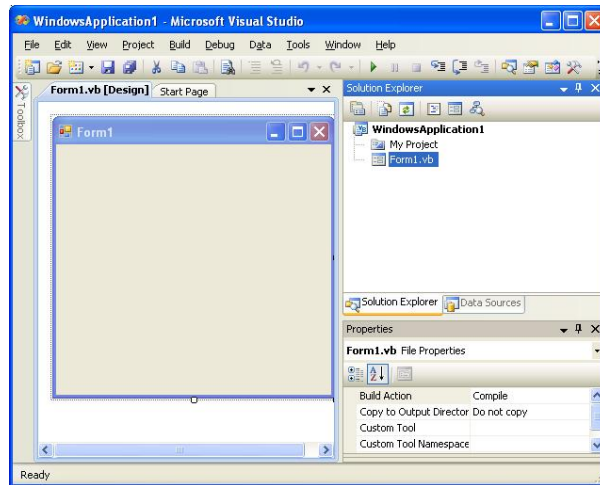 WindowsApplication1 - Microsoft Visual Studio
File Edit View Project Build Debug Data Tools Window Help
Toolbox
Form1.vb [Design] Start Page
Form1
Solution Explorer
WindowsApplication1
My Project
Form1.vb
Solution Explorer Data Sources
Properties
Form1.vb File Properties
Build Action Compile
Copy to Output Director Do not copy
Custom Tool
Custom Tool Namespace
Ready